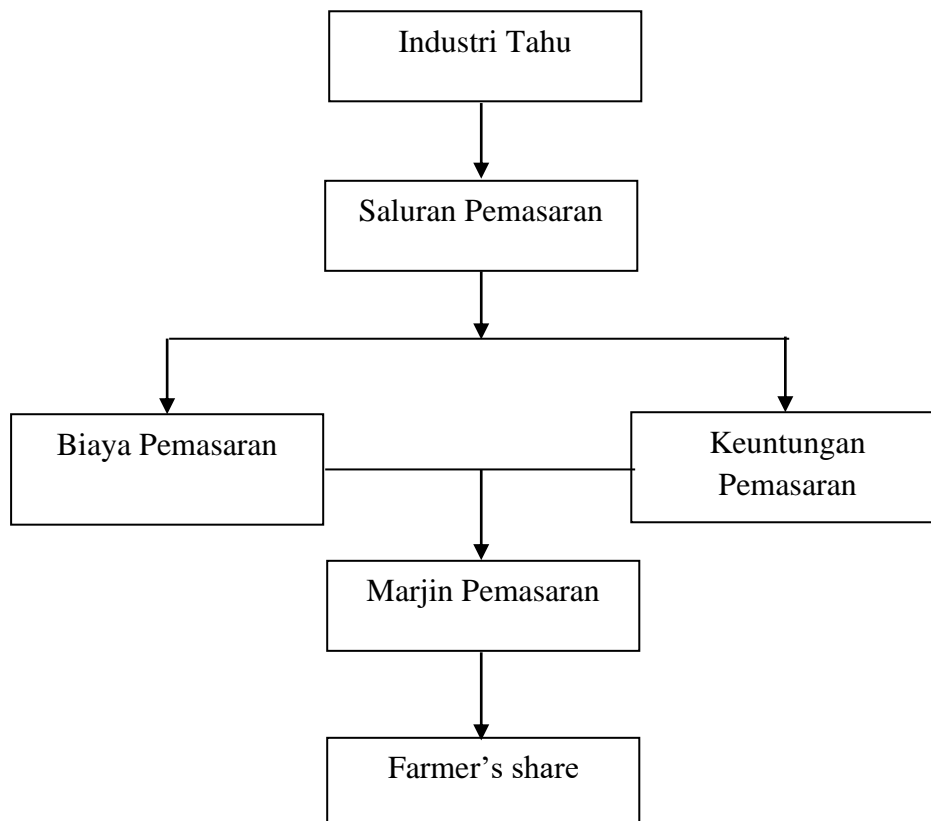 Industri Tahu
Saluran Pemasaran
Biaya Pemasaran
Keuntungan
Pemasaran
Marjin Pemasaran
Farmer’s share